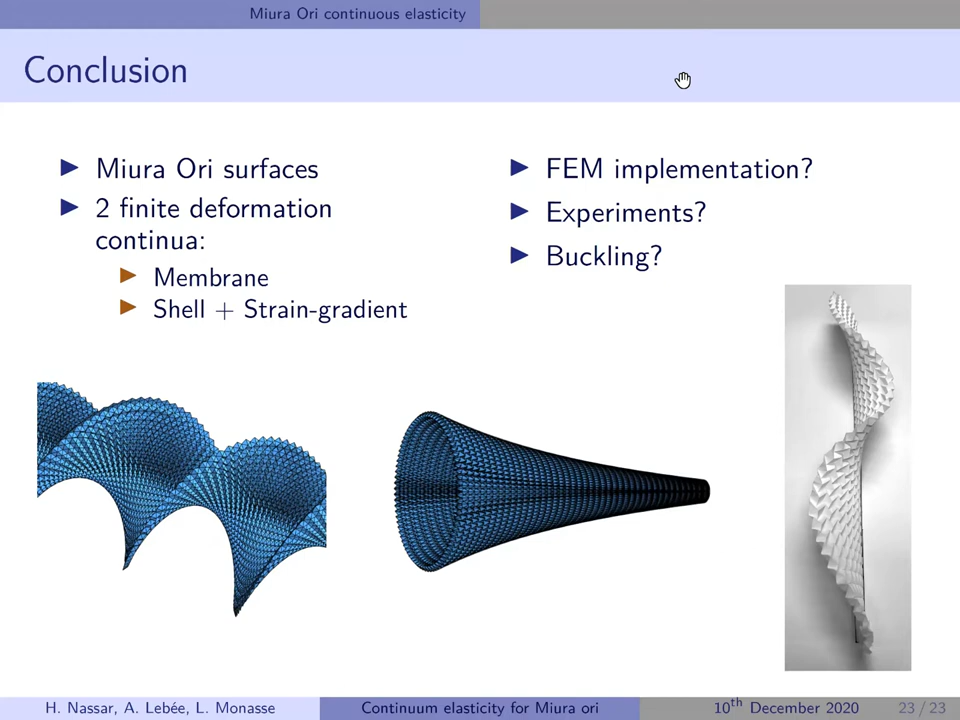 Miura Ori continuous elasticity
Conclusion
Miura Ori surfaces
2 finite deformation
continua:
Membrane
Shell + Strain-gradient
FEM implementation?
Experiments?
Buckling?
H. Nassar, A. Lebée, L. Monasse
Continuum elasticity for Miura ori
10th December 2020
23 / 23